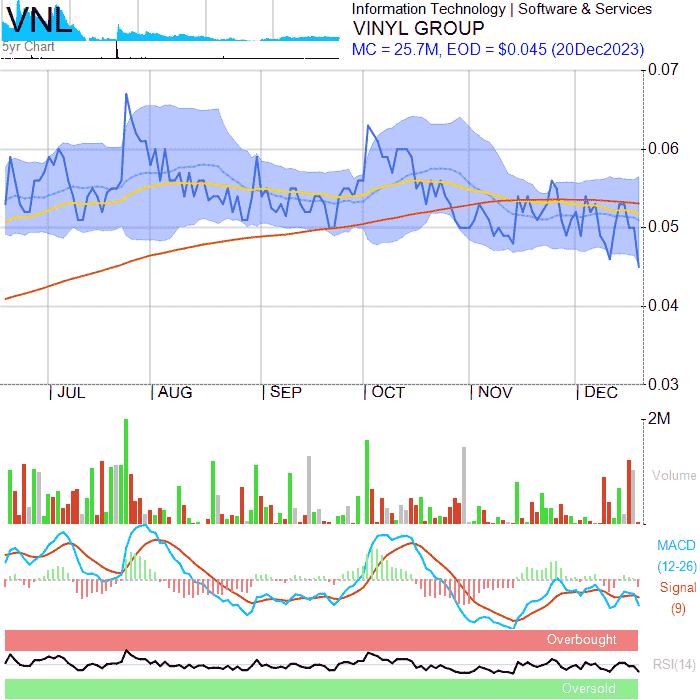 VNL
5yr Chart
Information Technology | Software & Services
VINYL GROUP
MC = 25.7M, EOD = $0.045 (20Dec2023)
0.07
0.06
0.05
0.04
0.03
JUL AUG SEP OCT NOV DEC
2M
Volume
MACD
(12-26)
Signal
(9)
Overbought
RSI(14)
Oversold